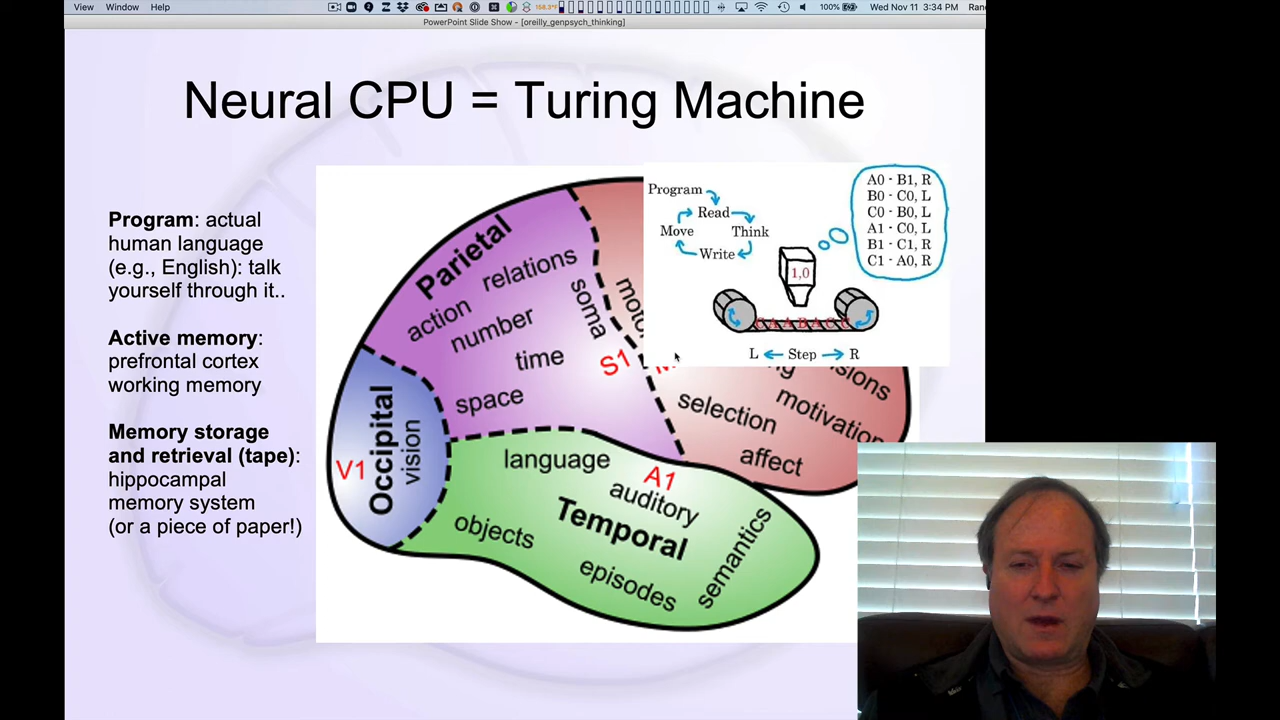 View Window Help
158.3°F
100%
Wed Nov 11 3:34 PM
PowerPoint Slide Show - [oreilly_genpsych_thinking]
Neural CPU = Turing Machine
Program: actual
human language
(e.g., English): talk
yourself through it..
Active memory:
prefrontal cortex
working memory
Memory storage
and retrieval (tape):
hippocampal
memory system
(or a piece of paper!)
Parietal
action
relations
number
soma
time
S1
space
Occipital
vision
V1
language
A1
auditory
Temporal
objects
episodes
semantics
selection
motivation
affect
Program
Read
Move
Think
Write
A0 - B1, R
B0 - C0, L
C0 - B0, L
A1 - C0, L
B1 - C1, R
C1 - A0, R
1,0
CAABACC
L Step R